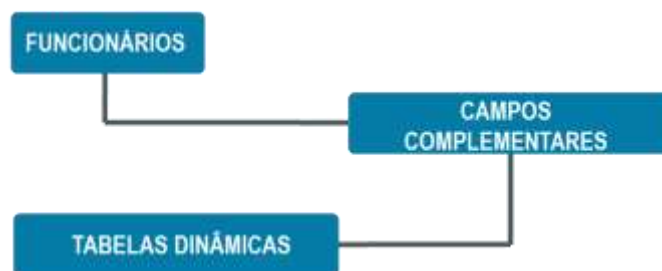 FUNCIONÁRIOS
CAMPOS
COMPLEMENTARES
TABELAS DINÂMICAS